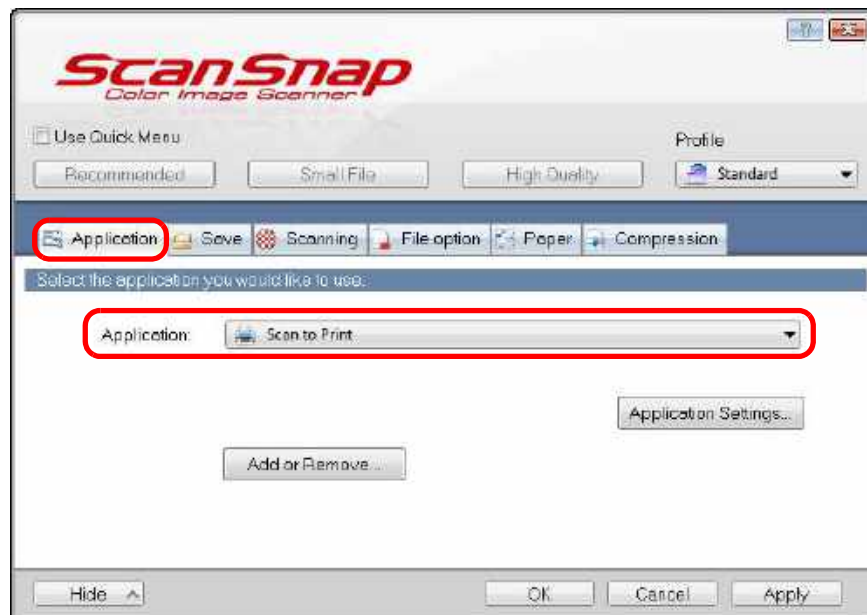 ScanSnap
Color Image Scanner
Use Quick Menu
Profile
Recommended Small File High Quality Standard
Application Save Scanning File option Paper Compression
Select the application you would like to use.
Application: Scan to Print
Application Settings...
Add or Remove...
Hide OK Cancel Apply